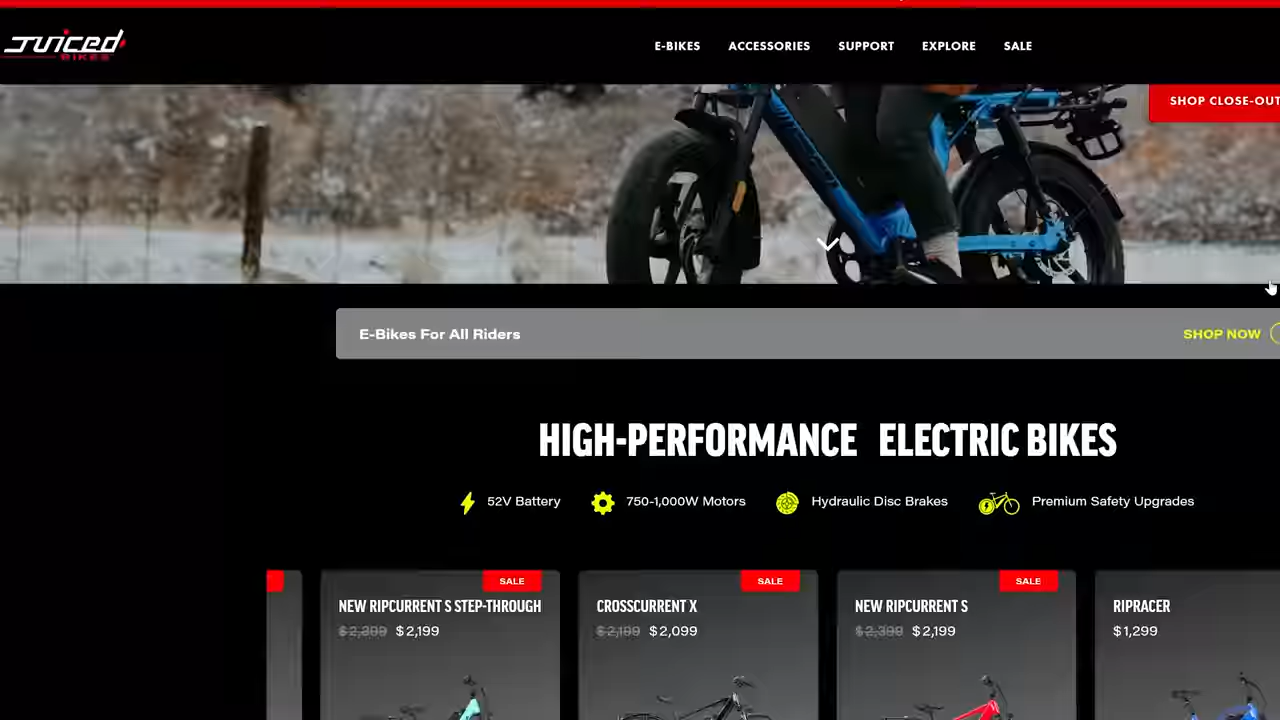 Juiced
BIKES
E-BIKES ACCESSORIES SUPPORT EXPLORE SALE
SHOP CLOSE-OUT
E-Bikes For All Riders
SHOP NOW
HIGH-PERFORMANCE ELECTRIC BIKES
52V Battery 750-1,000W Motors Hydraulic Disc Brakes Premium Safety Upgrades
SALE SALE SALE
NEW RIPCURRENT S STEP-THROUGH CROSSCURRENT X NEW RIPCURRENT S RIPRACER
$2,399 $2,199 $2,199 $2,099 $2,399 $2,199 $1,299